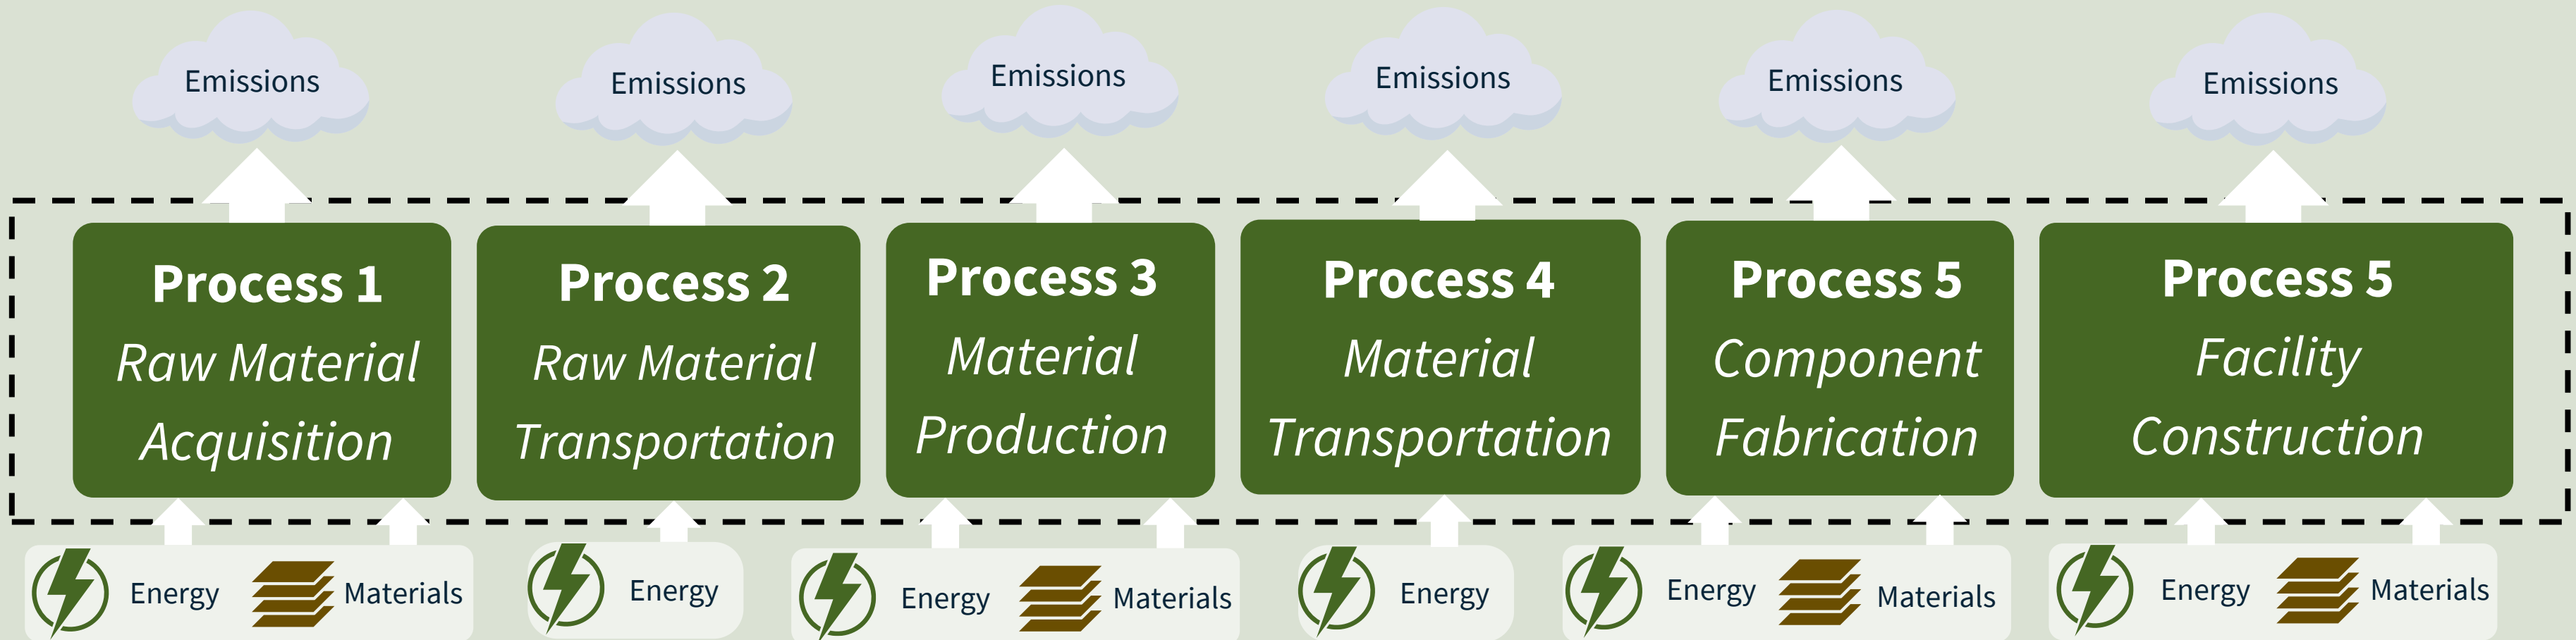 Emissions
Emissions
Emissions
Emissions
Emissions
Emissions
Process 1
Raw Material
Acquisition
Process 2
Raw Material
Transportation
Process 3
Material
Production
Process 4
Material
Transportation
Process 5
Component
Fabrication
Process 5
Facility
Construction
Energy
Materials
Energy
Energy
Materials
Energy
Energy
Materials
Energy
Materials